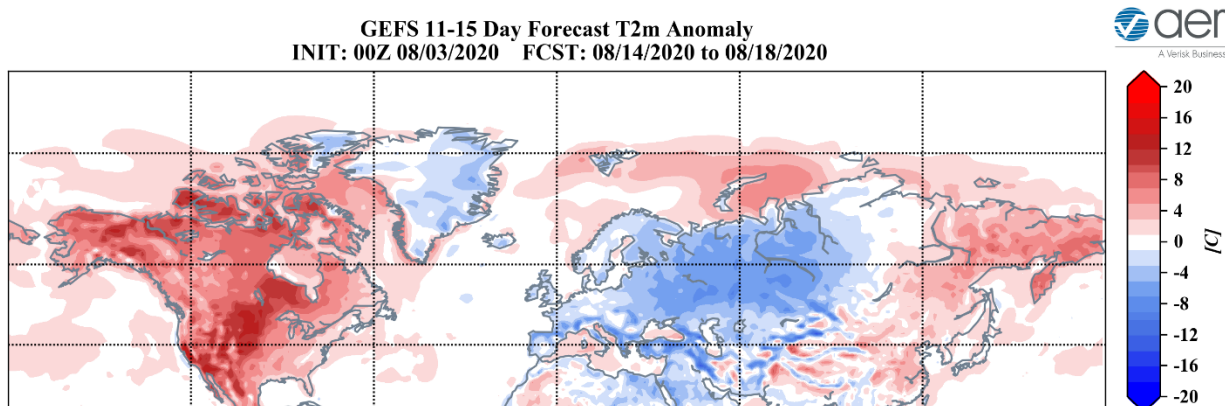 GEFS 11-15 Day Forecast T2m Anomaly
INIT: 00Z 08/03/2020 FCST: 08/14/2020 to 08/18/2020
aer
A Verisk Business
20
16
12
8
4
0
-4
-8
-12
-16
-20
[C]